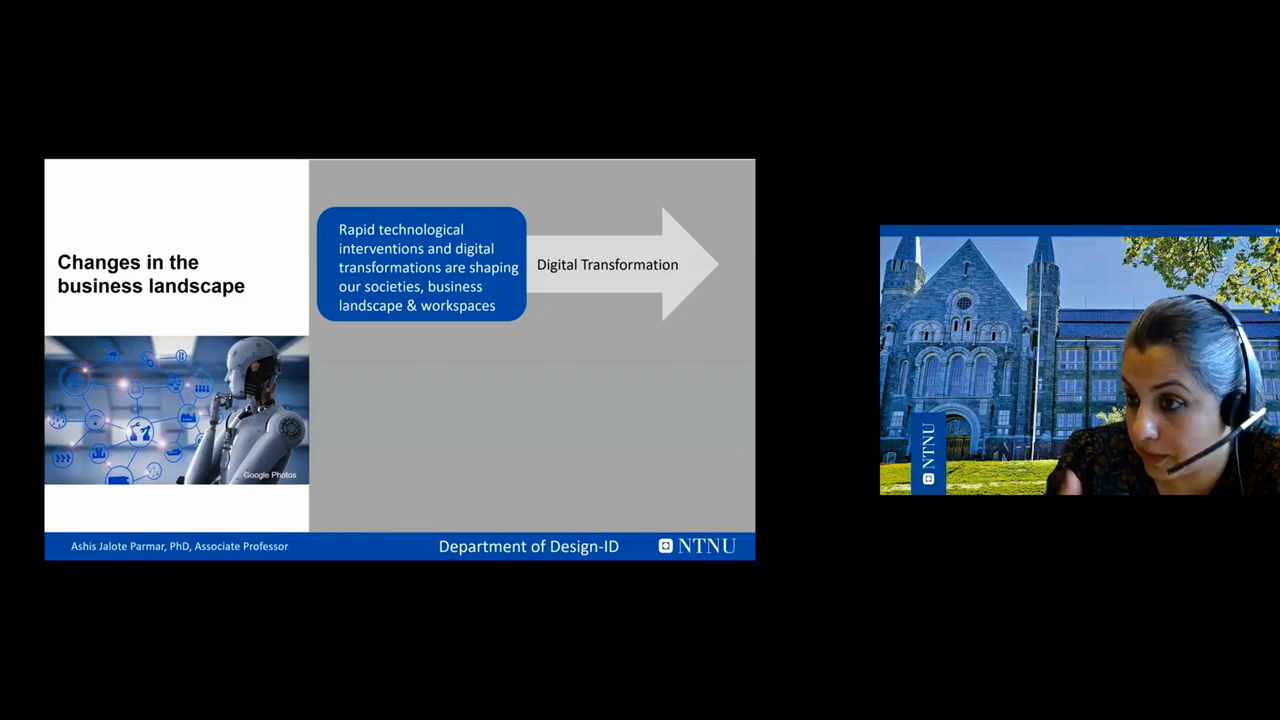 Changes in the
business landscape
Rapid technological
interventions and digital
transformations are shaping
our societies, business
landscape & workspaces
Digital Transformation
Google Photos
Ashis Jalote Parmar, PhD, Associate Professor
Department of Design-ID
NTNU
NTNU